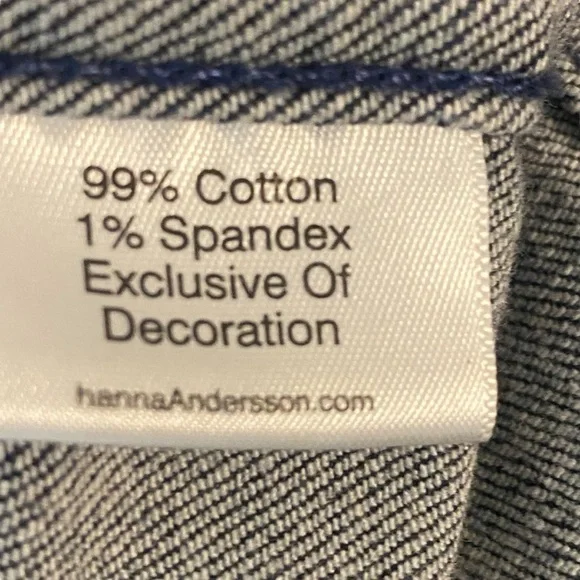 99% Cotton
1% Spandex
Exclusive Of
Decoration
hannaAndersson.com